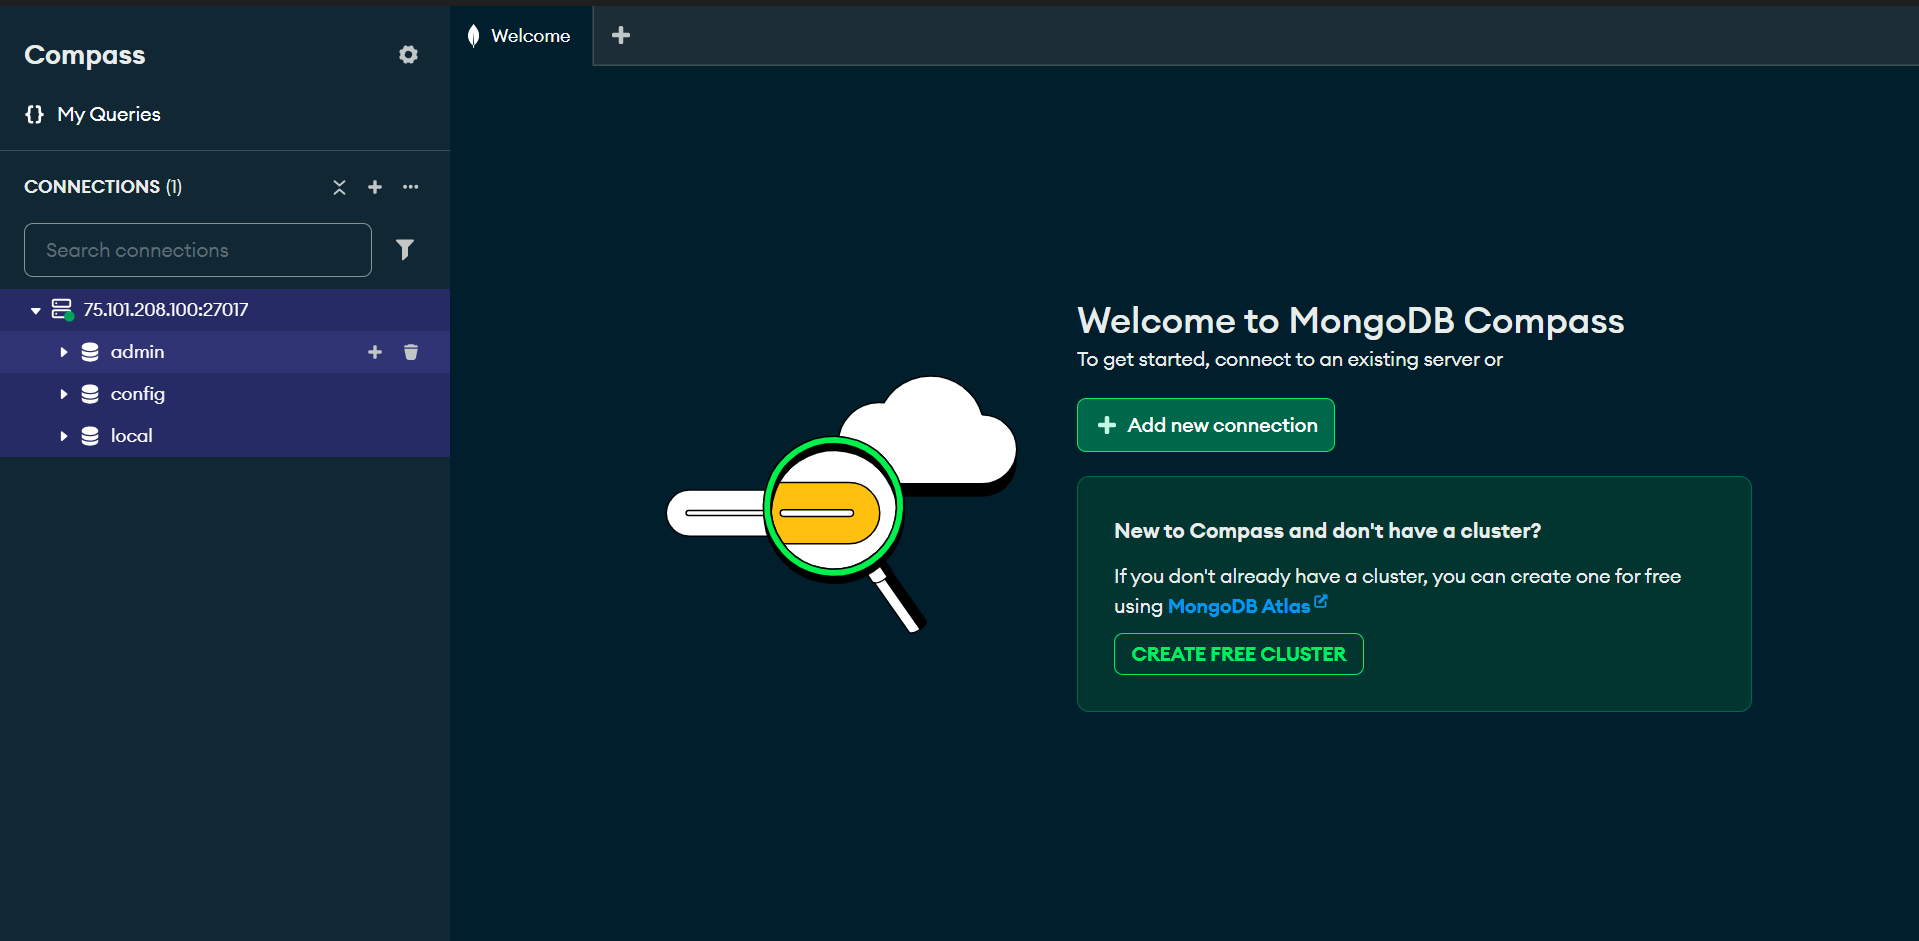 Compass
My Queries
CONNECTIONS (1)
Search connections
75.101.208.100:27017
admin
config
local
Welcome
Welcome to MongoDB Compass
To get started, connect to an existing server or
Add new connection
New to Compass and don't have a cluster?
If you don't already have a cluster, you can create one for free
using MongoDB Atlas
CREATE FREE CLUSTER